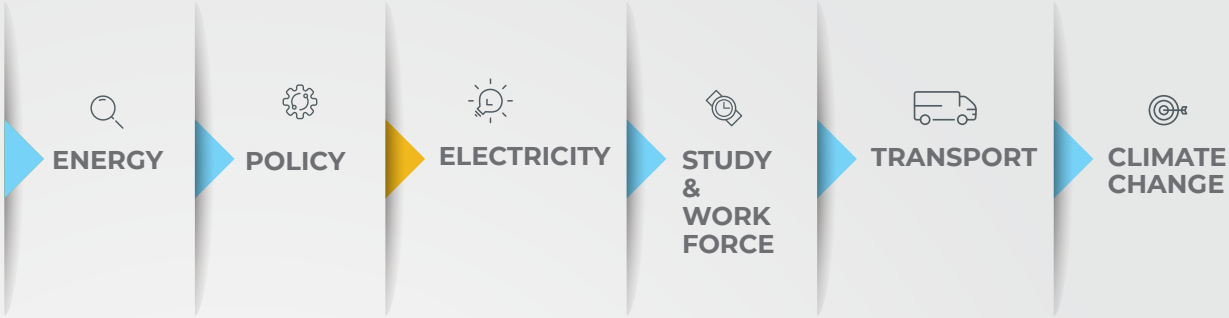 ENERGY
POLICY
ELECTRICITY
STUDY
&
WORK
FORCE
TRANSPORT
CLIMATE
CHANGE